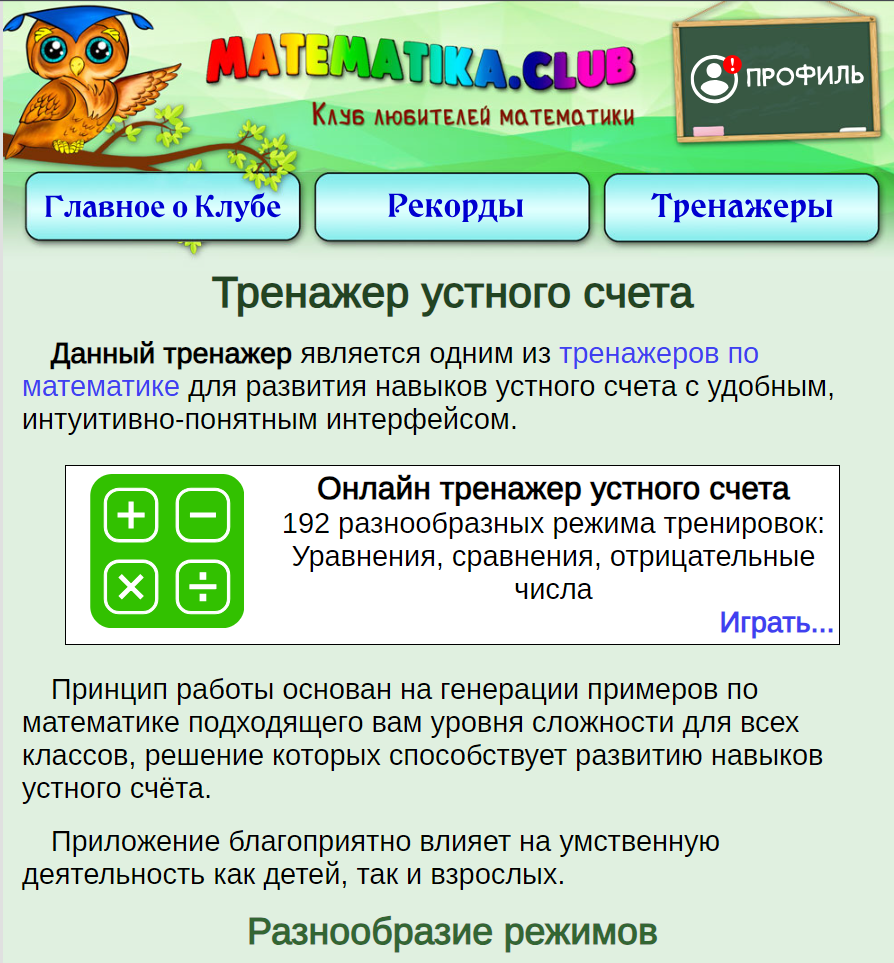 MATEMATIKA.CLUB
Клуб любителей математики
! ПРОФИЛЬ
Главное о Клубе
Рекорды
Тренажеры
Тренажер устного счета
Данный тренажер является одним из тренажеров по
математике для развития навыков устного счета с удобным,
интуитивно-понятным интерфейсом.
+ −
× ÷
Онлайн тренажер устного счета
192 разнообразных режима тренировок:
Уравнения, сравнения, отрицательные
числа
Играть...
Принцип работы основан на генерации примеров по
математике подходящего вам уровня сложности для всех
классов, решение которых способствует развитию навыков
устного счёта.
Приложение благоприятно влияет на умственную
деятельность как детей, так и взрослых.
Разнообразие режимов